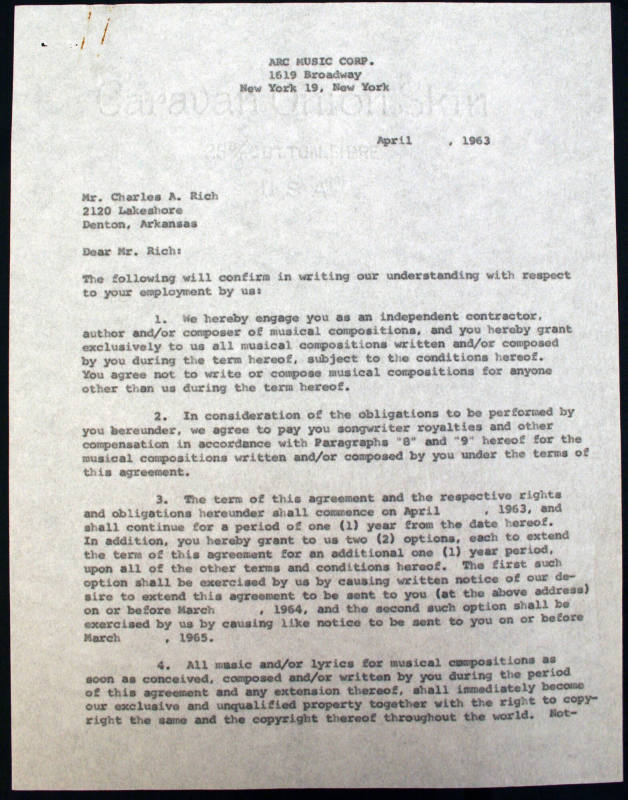 ARC MUSIC CORP.
1619 Broadway
New York 19, New York
Caravan Onion Skin
April , 1963
COTTON FIBRE
U S A
Mr. Charles A. Rich
2120 Lakeshore
Denton, Arkansas
Dear Mr. Rich:
The following will confirm in writing our understanding with respect
to your employment by us:
1. We hereby engage you as an independent contractor,
author and/or composer of musical compositions, and you hereby grant
exclusively to us all musical compositions written and/or composed
by you during the term hereof, subject to the conditions hereof.
You agree not to write or compose musical compositions for anyone
other than us during the term hereof.
2. In consideration of the obligations to be performed by
you hereunder, we agree to pay you songwriter royalties and other
compensation in accordance with Paragraphs "8" and "9" hereof for the
musical compositions written and/or composed by you under the terms of
this agreement.
3. The term of this agreement and the respective rights
and obligations hereunder shall commence on April , 1963, and
shall continue for a period of one (1) year from the date hereof.
In addition, you hereby grant to us two (2) options, each to extend
the term of this agreement for an additional one (1) year period,
upon all of the other terms and conditions hereof. The first such
option shall be exercised by us by causing written notice of our de-
sire to extend this agreement to be sent to you (at the above address)
on or before March , 1964, and the second such option shall be
exercised by us by causing like notice to be sent to you on or before
March , 1965.
4. All music and/or lyrics for musical compositions as
soon as conceived, composed and/or written by you during the period
of this agreement and any extension thereof, shall immediately become
our exclusive and unqualified property together with the right to copy-
right the same and the copyright thereof throughout the world. Not-